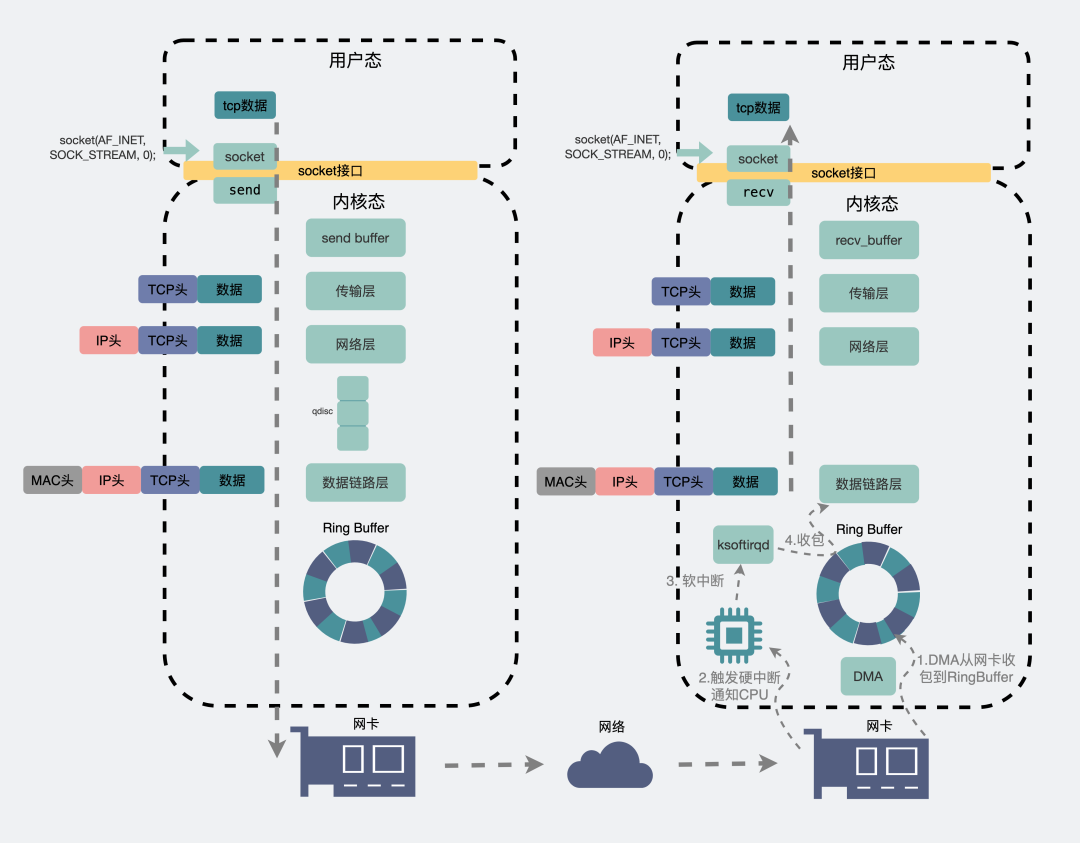 用户态
tcp数据
socket(AF_INET,
SOCK_STREAM, 0);
socket
socket接口
send
内核态
send buffer
TCP头 数据
传输层
IP头 TCP头 数据
网络层
qdisc
MAC头 IP头 TCP头 数据
数据链路层
Ring Buffer
网卡
网络
用户态
tcp数据
socket(AF_INET,
SOCK_STREAM, 0);
socket
socket接口
recv
内核态
recv_buffer
TCP头 数据
传输层
IP头 TCP头 数据
网络层
MAC头 IP头 TCP头 数据
数据链路层
Ring Buffer
ksoftirqd
4.收包
3. 软中断
DMA
1.DMA从网卡收
包到RingBuffer
2.触发硬中断
通知CPU
网卡